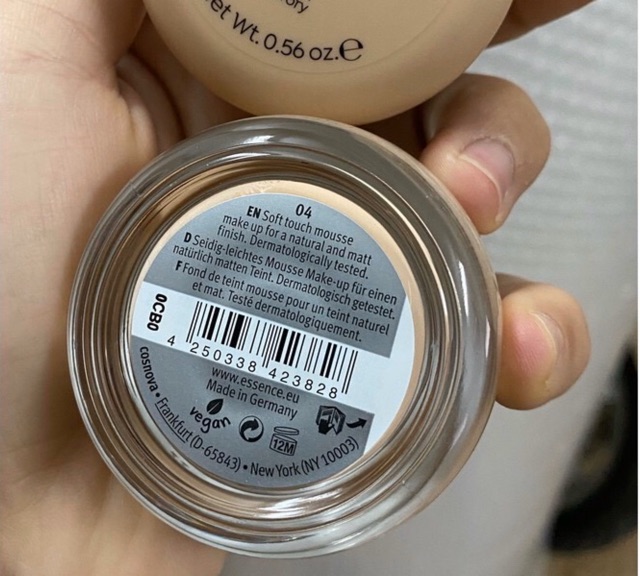 ory
et Wt. 0.56 oz.℮
04
EN Soft touch mousse
make up for a natural and matt
finish. Dermatologically tested.
D Seidig-leichtes Mousse Make-up für einen
natürlich matten Teint. Dermatologisch getestet.
F Fond de teint mousse pour un teint naturel
et mat. Testé dermatologiquement.
0CB0
4 250338 423828
www.essence.eu
Made in Germany
vegan
12M
cosnova • Frankfurt (D-65843) • New York (NY 10003)